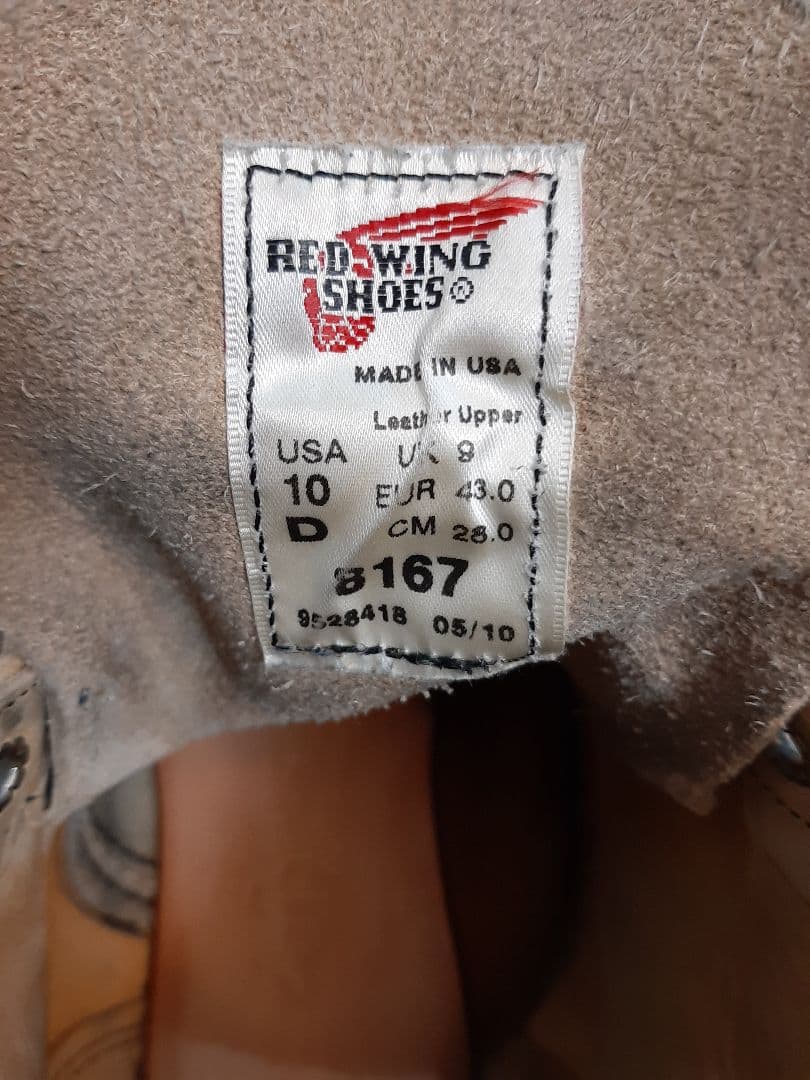 RED WING
SHOES®
MADE IN USA
Leather Upper
USA UK 9
10 EUR 43.0
D CM 28.0
8167
9528418 05/10